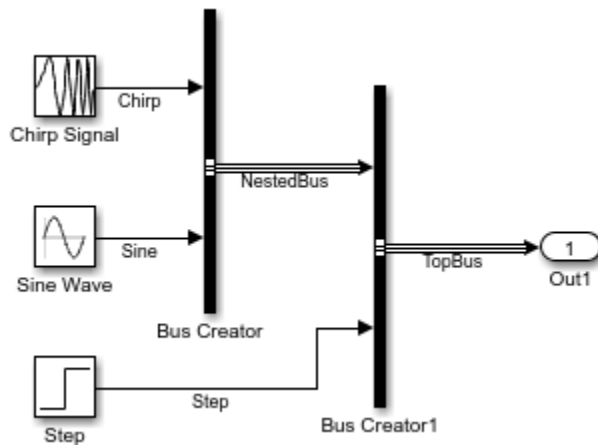 Chirp
Chirp Signal
NestedBus
Sine
TopBus
1
Out1
Sine Wave
Bus Creator
Step
Step
Bus Creator1